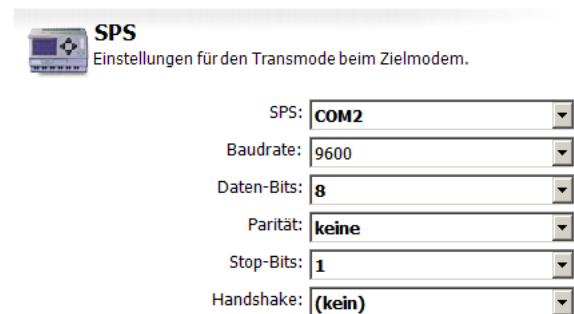 SPS
Einstellungen für den Transmode beim Zielmodem.
SPS: COM2
Baudrate: 9600
Daten-Bits: 8
Parität: keine
Stop-Bits: 1
Handshake: (kein)